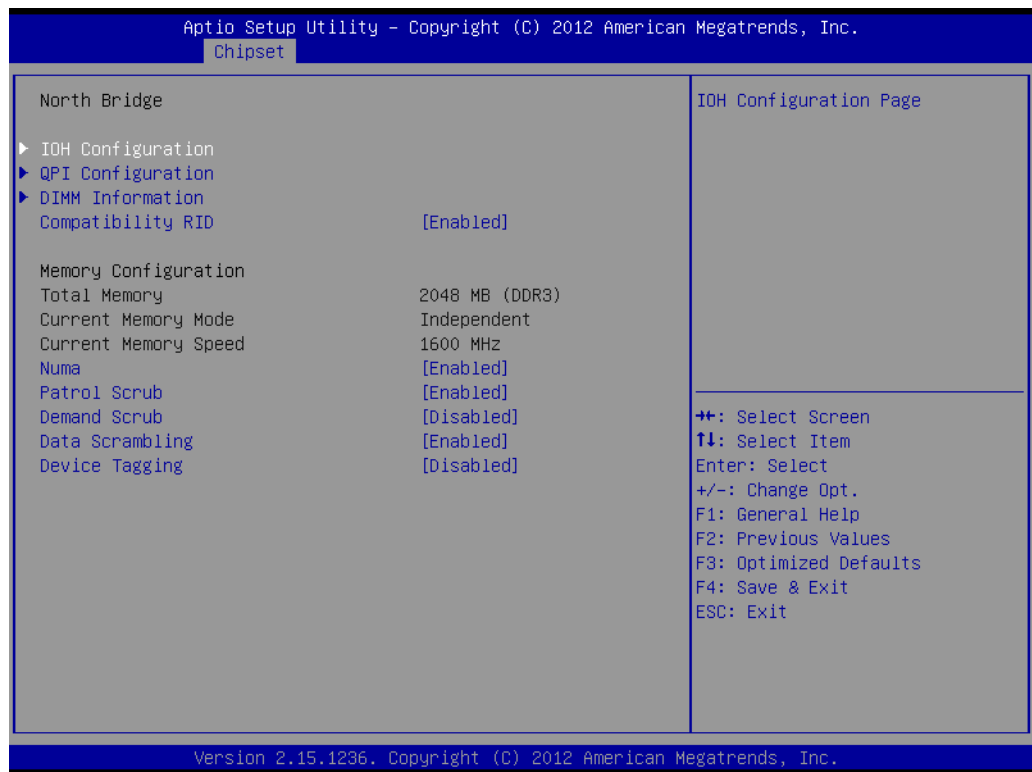 Aptio Setup Utility – Copyright (C) 2012 American Megatrends, Inc.
Chipset
North Bridge
IOH Configuration
QPI Configuration
DIMM Information
Compatibility RID [Enabled]
Memory Configuration
Total Memory 2048 MB (DDR3)
Current Memory Mode Independent
Current Memory Speed 1600 MHz
Numa [Enabled]
Patrol Scrub [Enabled]
Demand Scrub [Disabled]
Data Scrambling [Enabled]
Device Tagging [Disabled]
IOH Configuration Page
→←: Select Screen
↑↓: Select Item
Enter: Select
+/-: Change Opt.
F1: General Help
F2: Previous Values
F3: Optimized Defaults
F4: Save & Exit
ESC: Exit
Version 2.15.1236. Copyright (C) 2012 American Megatrends, Inc.